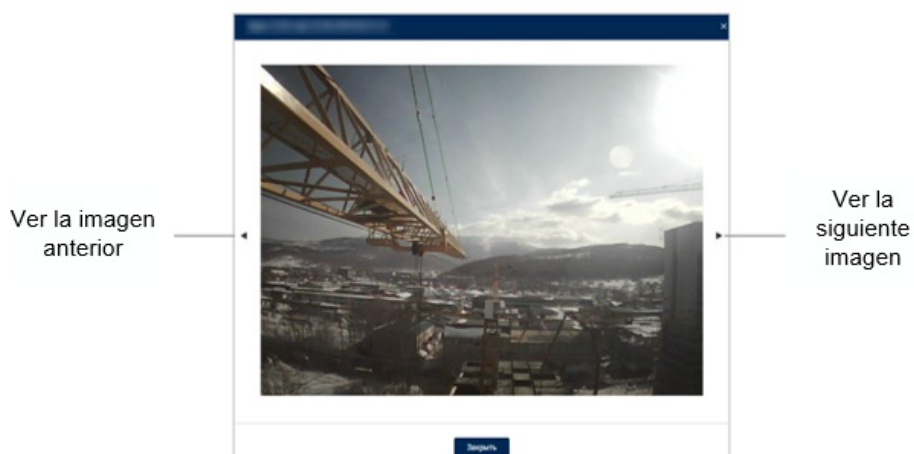 Ver la imagen
anterior
Ver la
siguiente
imagen
Закрыть